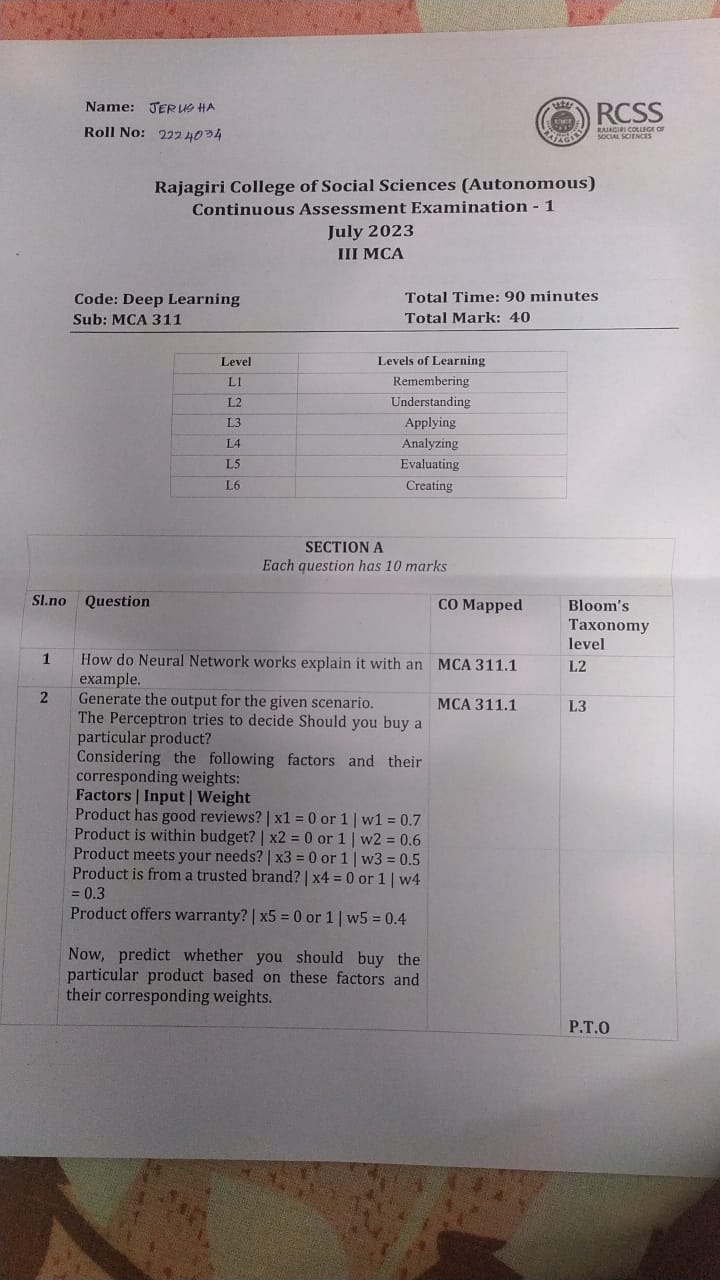 Name: JERUSHA
Roll No: 2224034
RCSS
RAJAGIRI COLLEGE OF
SOCIAL SCIENCES
RAJAGIRI
Rajagiri College of Social Sciences (Autonomous)
Continuous Assessment Examination - 1
July 2023
III MCA
Code: Deep Learning Total Time: 90 minutes
Sub: MCA 311 Total Mark: 40
Level Levels of Learning
L1 Remembering
L2 Understanding
L3 Applying
L4 Analyzing
L5 Evaluating
L6 Creating
SECTION A
Each question has 10 marks
Sl.no Question CO Mapped Bloom's
Taxonomy
level
1 How do Neural Network works explain it with an MCA 311.1 L2
example.
2 Generate the output for the given scenario. MCA 311.1 L3
The Perceptron tries to decide Should you buy a
particular product?
Considering the following factors and their
corresponding weights:
Factors | Input | Weight
Product has good reviews? | x1 = 0 or 1 | w1 = 0.7
Product is within budget? | x2 = 0 or 1 | w2 = 0.6
Product meets your needs? | x3 = 0 or 1 | w3 = 0.5
Product is from a trusted brand? | x4 = 0 or 1 | w4
= 0.3
Product offers warranty? | x5 = 0 or 1 | w5 = 0.4
Now, predict whether you should buy the
particular product based on these factors and
their corresponding weights.
P.T.O